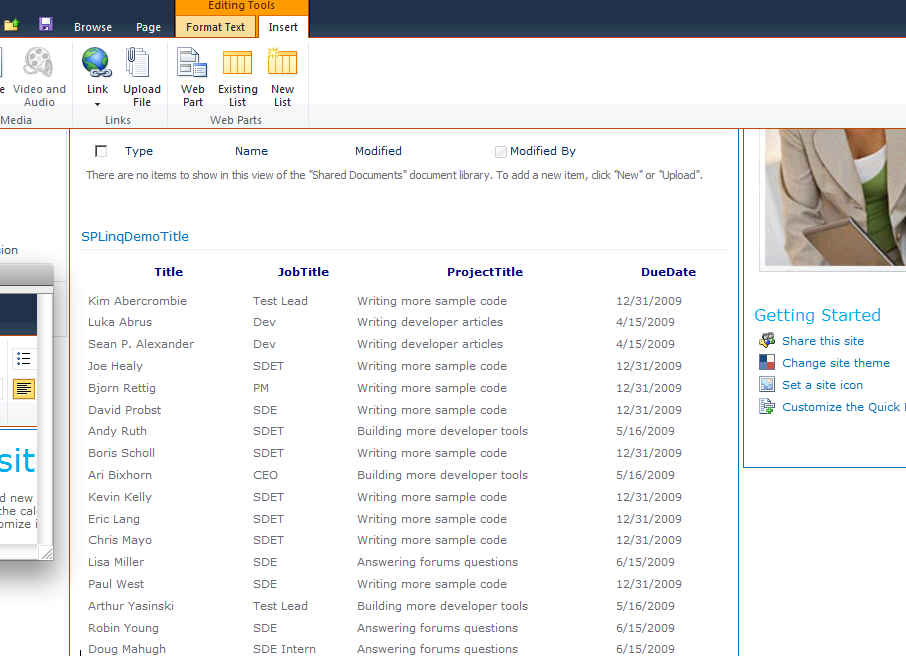 Editing Tools
Browse Page Format Text Insert
Video and Audio
Link
Upload File
Web Part
Existing List
New List
Media Links Web Parts
Type Name Modified Modified By
There are no items to show in this view of the "Shared Documents" document library. To add a new item, click "New" or "Upload".
SPLinqDemoTitle
Title JobTitle ProjectTitle DueDate
Kim Abercrombie Test Lead Writing more sample code 12/31/2009
Luka Abrus Dev Writing developer articles 4/15/2009
Sean P. Alexander Dev Writing developer articles 4/15/2009
Joe Healy SDET Writing more sample code 12/31/2009
Bjorn Rettig PM Writing more sample code 12/31/2009
David Probst SDE Writing more sample code 12/31/2009
Andy Ruth SDET Building more developer tools 5/16/2009
Boris Scholl SDET Writing more sample code 12/31/2009
Ari Bixhorn CEO Building more developer tools 5/16/2009
Kevin Kelly SDET Writing more sample code 12/31/2009
Eric Lang SDET Writing more sample code 12/31/2009
Chris Mayo SDET Writing more sample code 12/31/2009
Lisa Miller SDE Answering forums questions 6/15/2009
Paul West SDE Writing more sample code 12/31/2009
Arthur Yasinski Test Lead Building more developer tools 5/16/2009
Robin Young SDE Answering forums questions 6/15/2009
Doug Mahugh SDE Intern Answering forums questions 6/15/2009
Getting Started
Share this site
Change site theme
Set a site icon
Customize the Quick
sion
sit
d new
the cal
omize i